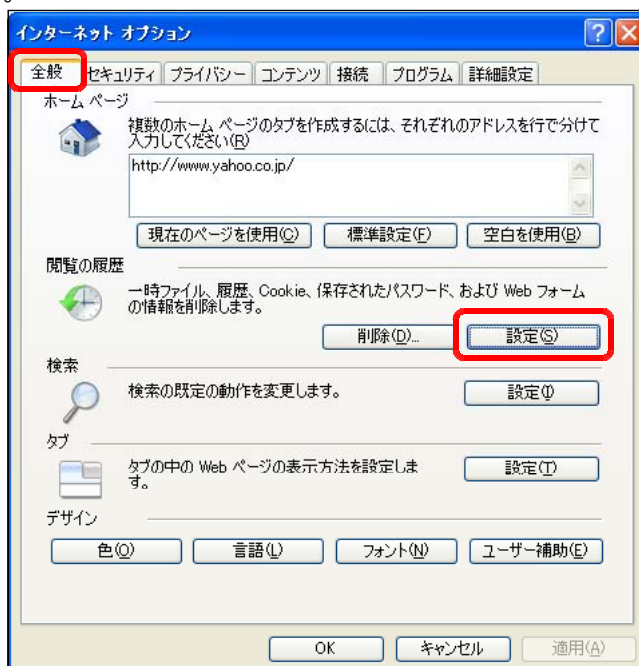 インターネット オプション
全般 セキュリティ プライバシー コンテンツ 接続 プログラム 詳細設定
ホーム ページ
複数のホーム ページのタブを作成するには、それぞれのアドレスを行で分けて
入力してください(R)
http://www.yahoo.co.jp/
現在のページを使用(C) 標準設定(F) 空白を使用(B)
閲覧の履歴
一時ファイル、履歴、Cookie、保存されたパスワード、および Web フォーム
の情報を削除します。
削除(D)... 設定(S)
検索
検索の既定の動作を変更します。
設定(I)
タブ
タブの中の Web ページの表示方法を設定しま
す。
設定(T)
デザイン
色(O) 言語(L) フォント(N) ユーザー補助(E)
OK キャンセル 適用(A)